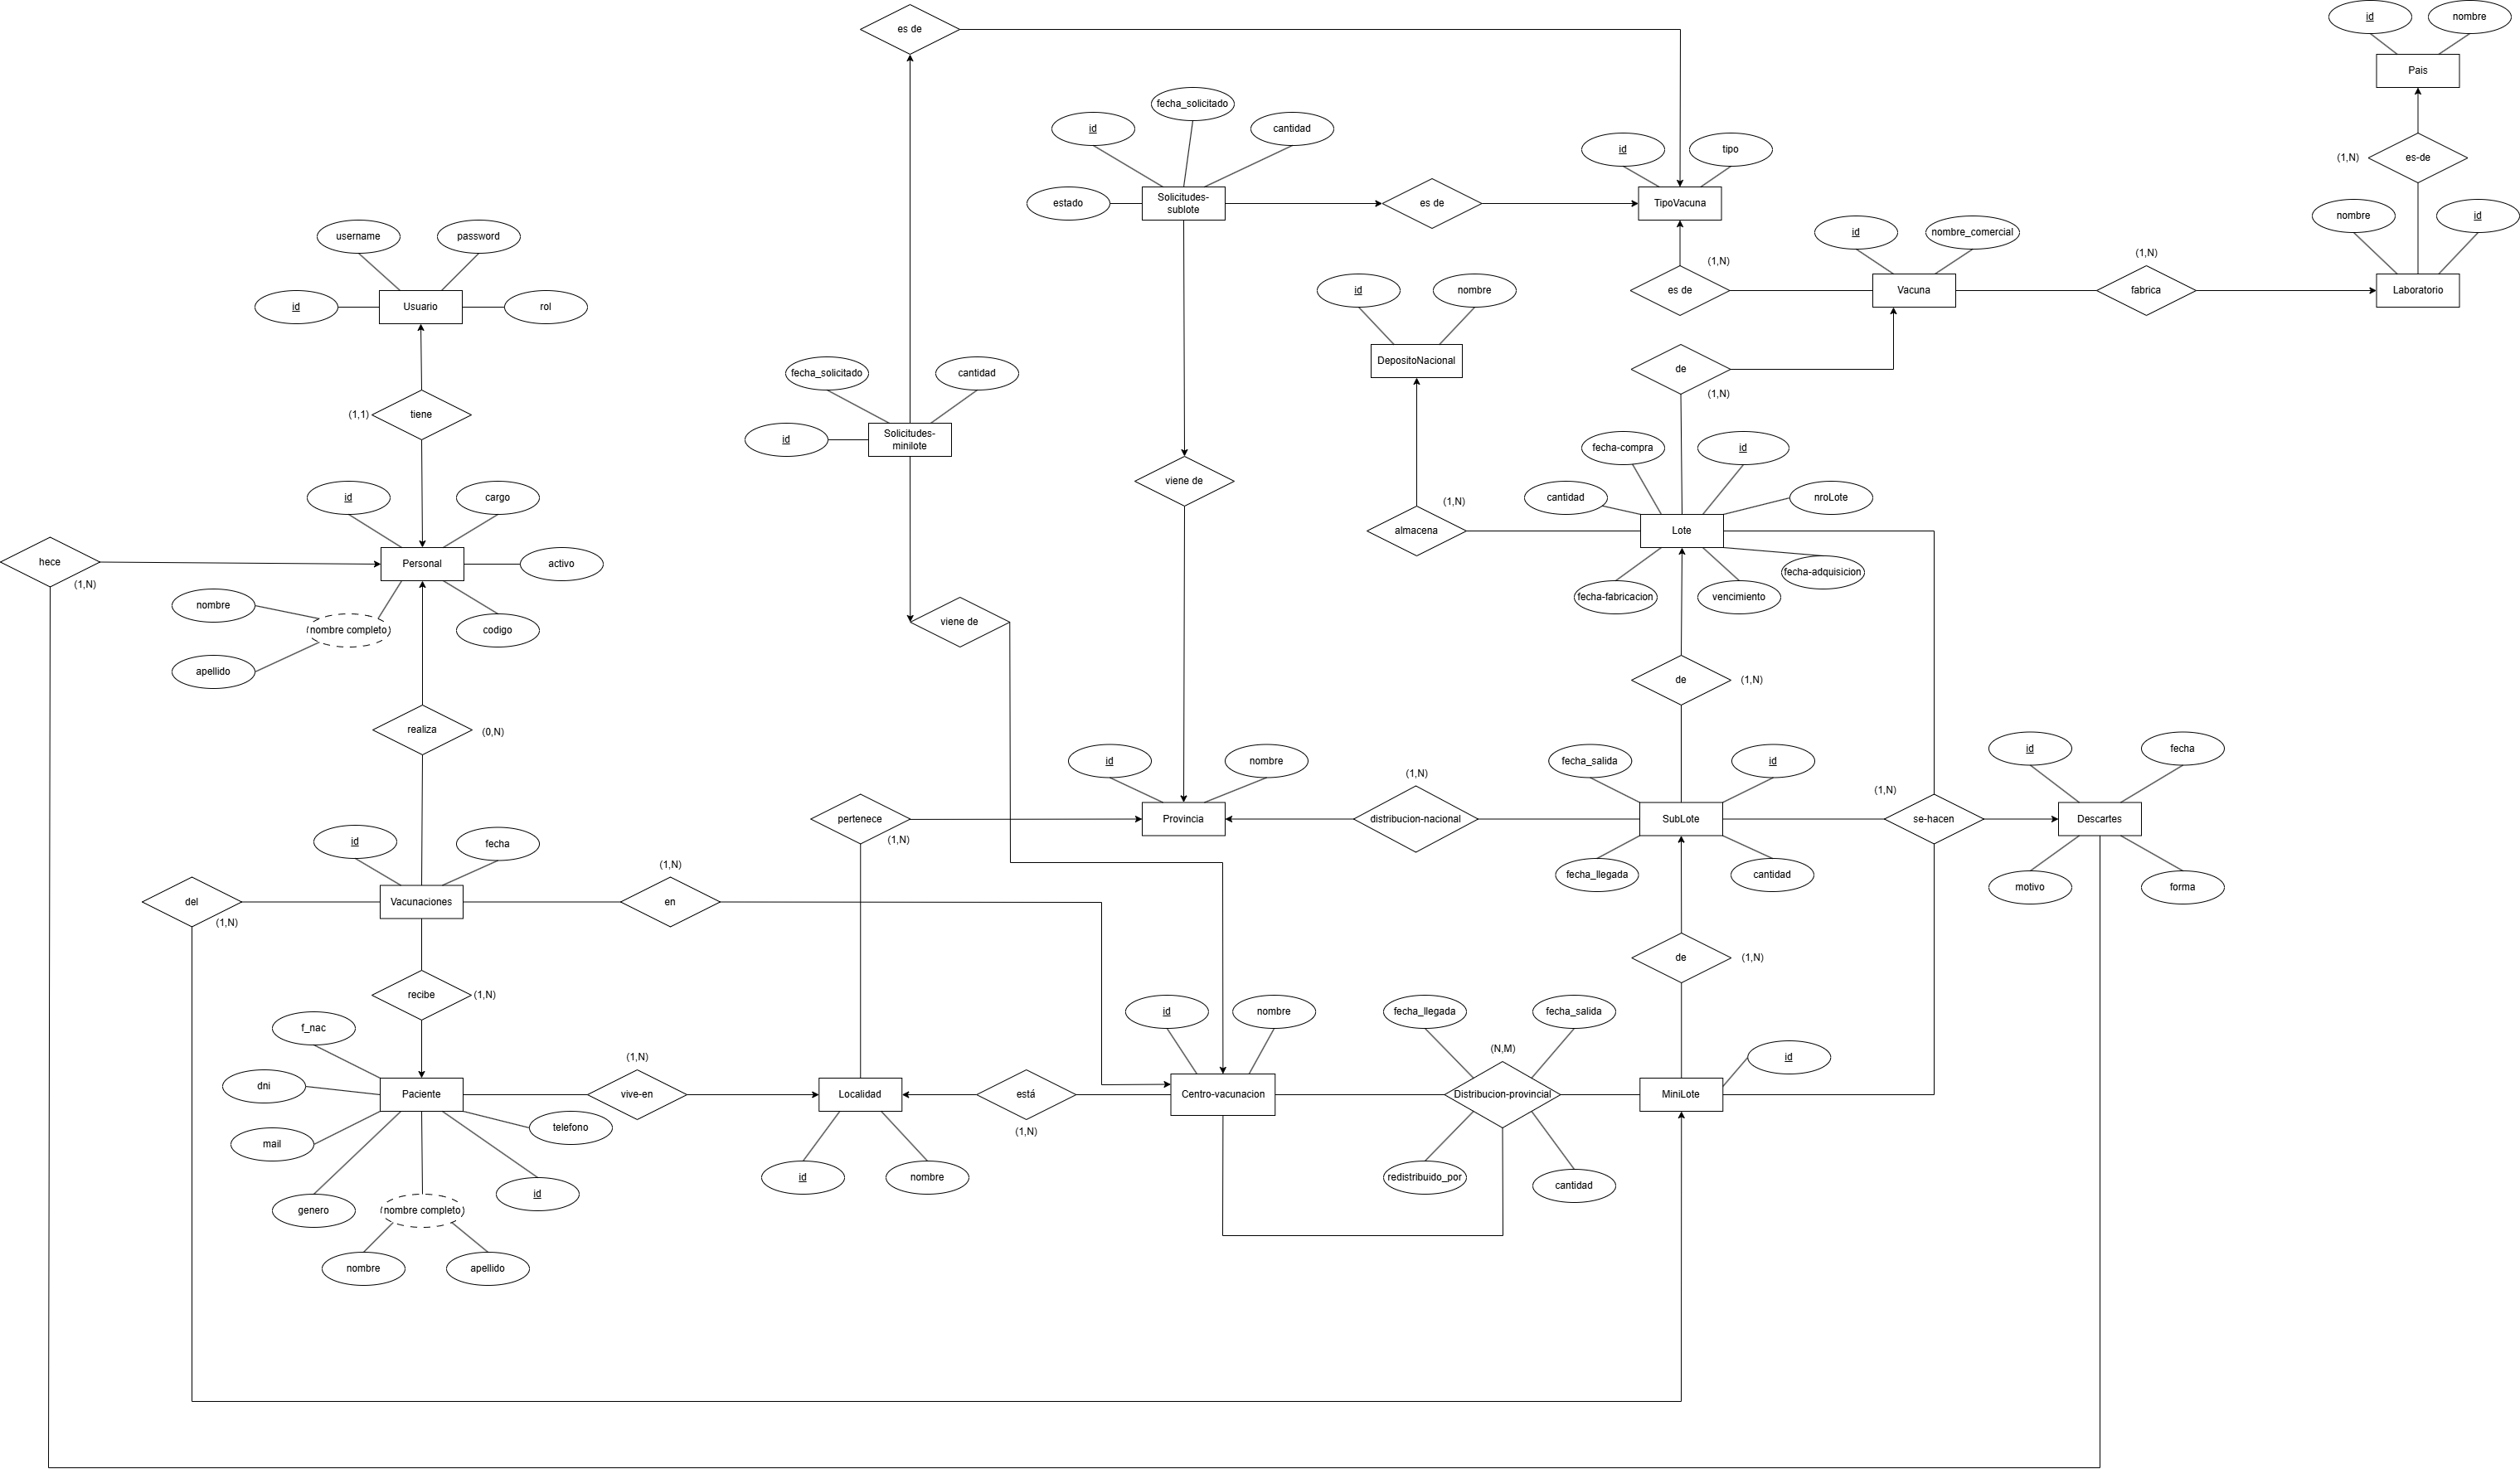 id
nombre
es de
Pais
fecha_solicitado
id
cantidad
id
tipo
(1,N)
es-de
estado
Solicitudes-
sublote
es de
TipoVacuna
nombre
id
username
password
id
nombre_comercial
(1,N)
(1,N)
id
Usuario
rol
id
nombre
es de
Vacuna
fabrica
Laboratorio
DepositoNacional
fecha_solicitado
cantidad
de
(1,N)
(1,1)
tiene
id
Solicitudes-
minilote
fecha-compra
id
viene de
id
cargo
cantidad
nroLote
(1,N)
almacena
Lote
hece
(1,N)
Personal
activo
fecha-adquisicion
nombre
fecha-fabricacion
vencimiento
nombre completo
codigo
viene de
apellido
de
(1,N)
realiza
(0,N)
id
nombre
(1,N)
fecha_salida
id
id
fecha
(1,N)
pertenece
(1,N)
Provincia
distribucion-nacional
SubLote
se-hacen
Descartes
id
fecha
(1,N)
fecha_llegada
cantidad
motivo
forma
del
(1,N)
Vacunaciones
en
de
(1,N)
recibe
(1,N)
f_nac
id
nombre
fecha_llegada
fecha_salida
(1,N)
(N,M)
id
dni
Paciente
vive-en
Localidad
está
Centro-vacunacion
Distribucion-provincial
MiniLote
telefono
(1,N)
mail
id
id
nombre
redistribuido_por
cantidad
genero
nombre completo
nombre
apellido